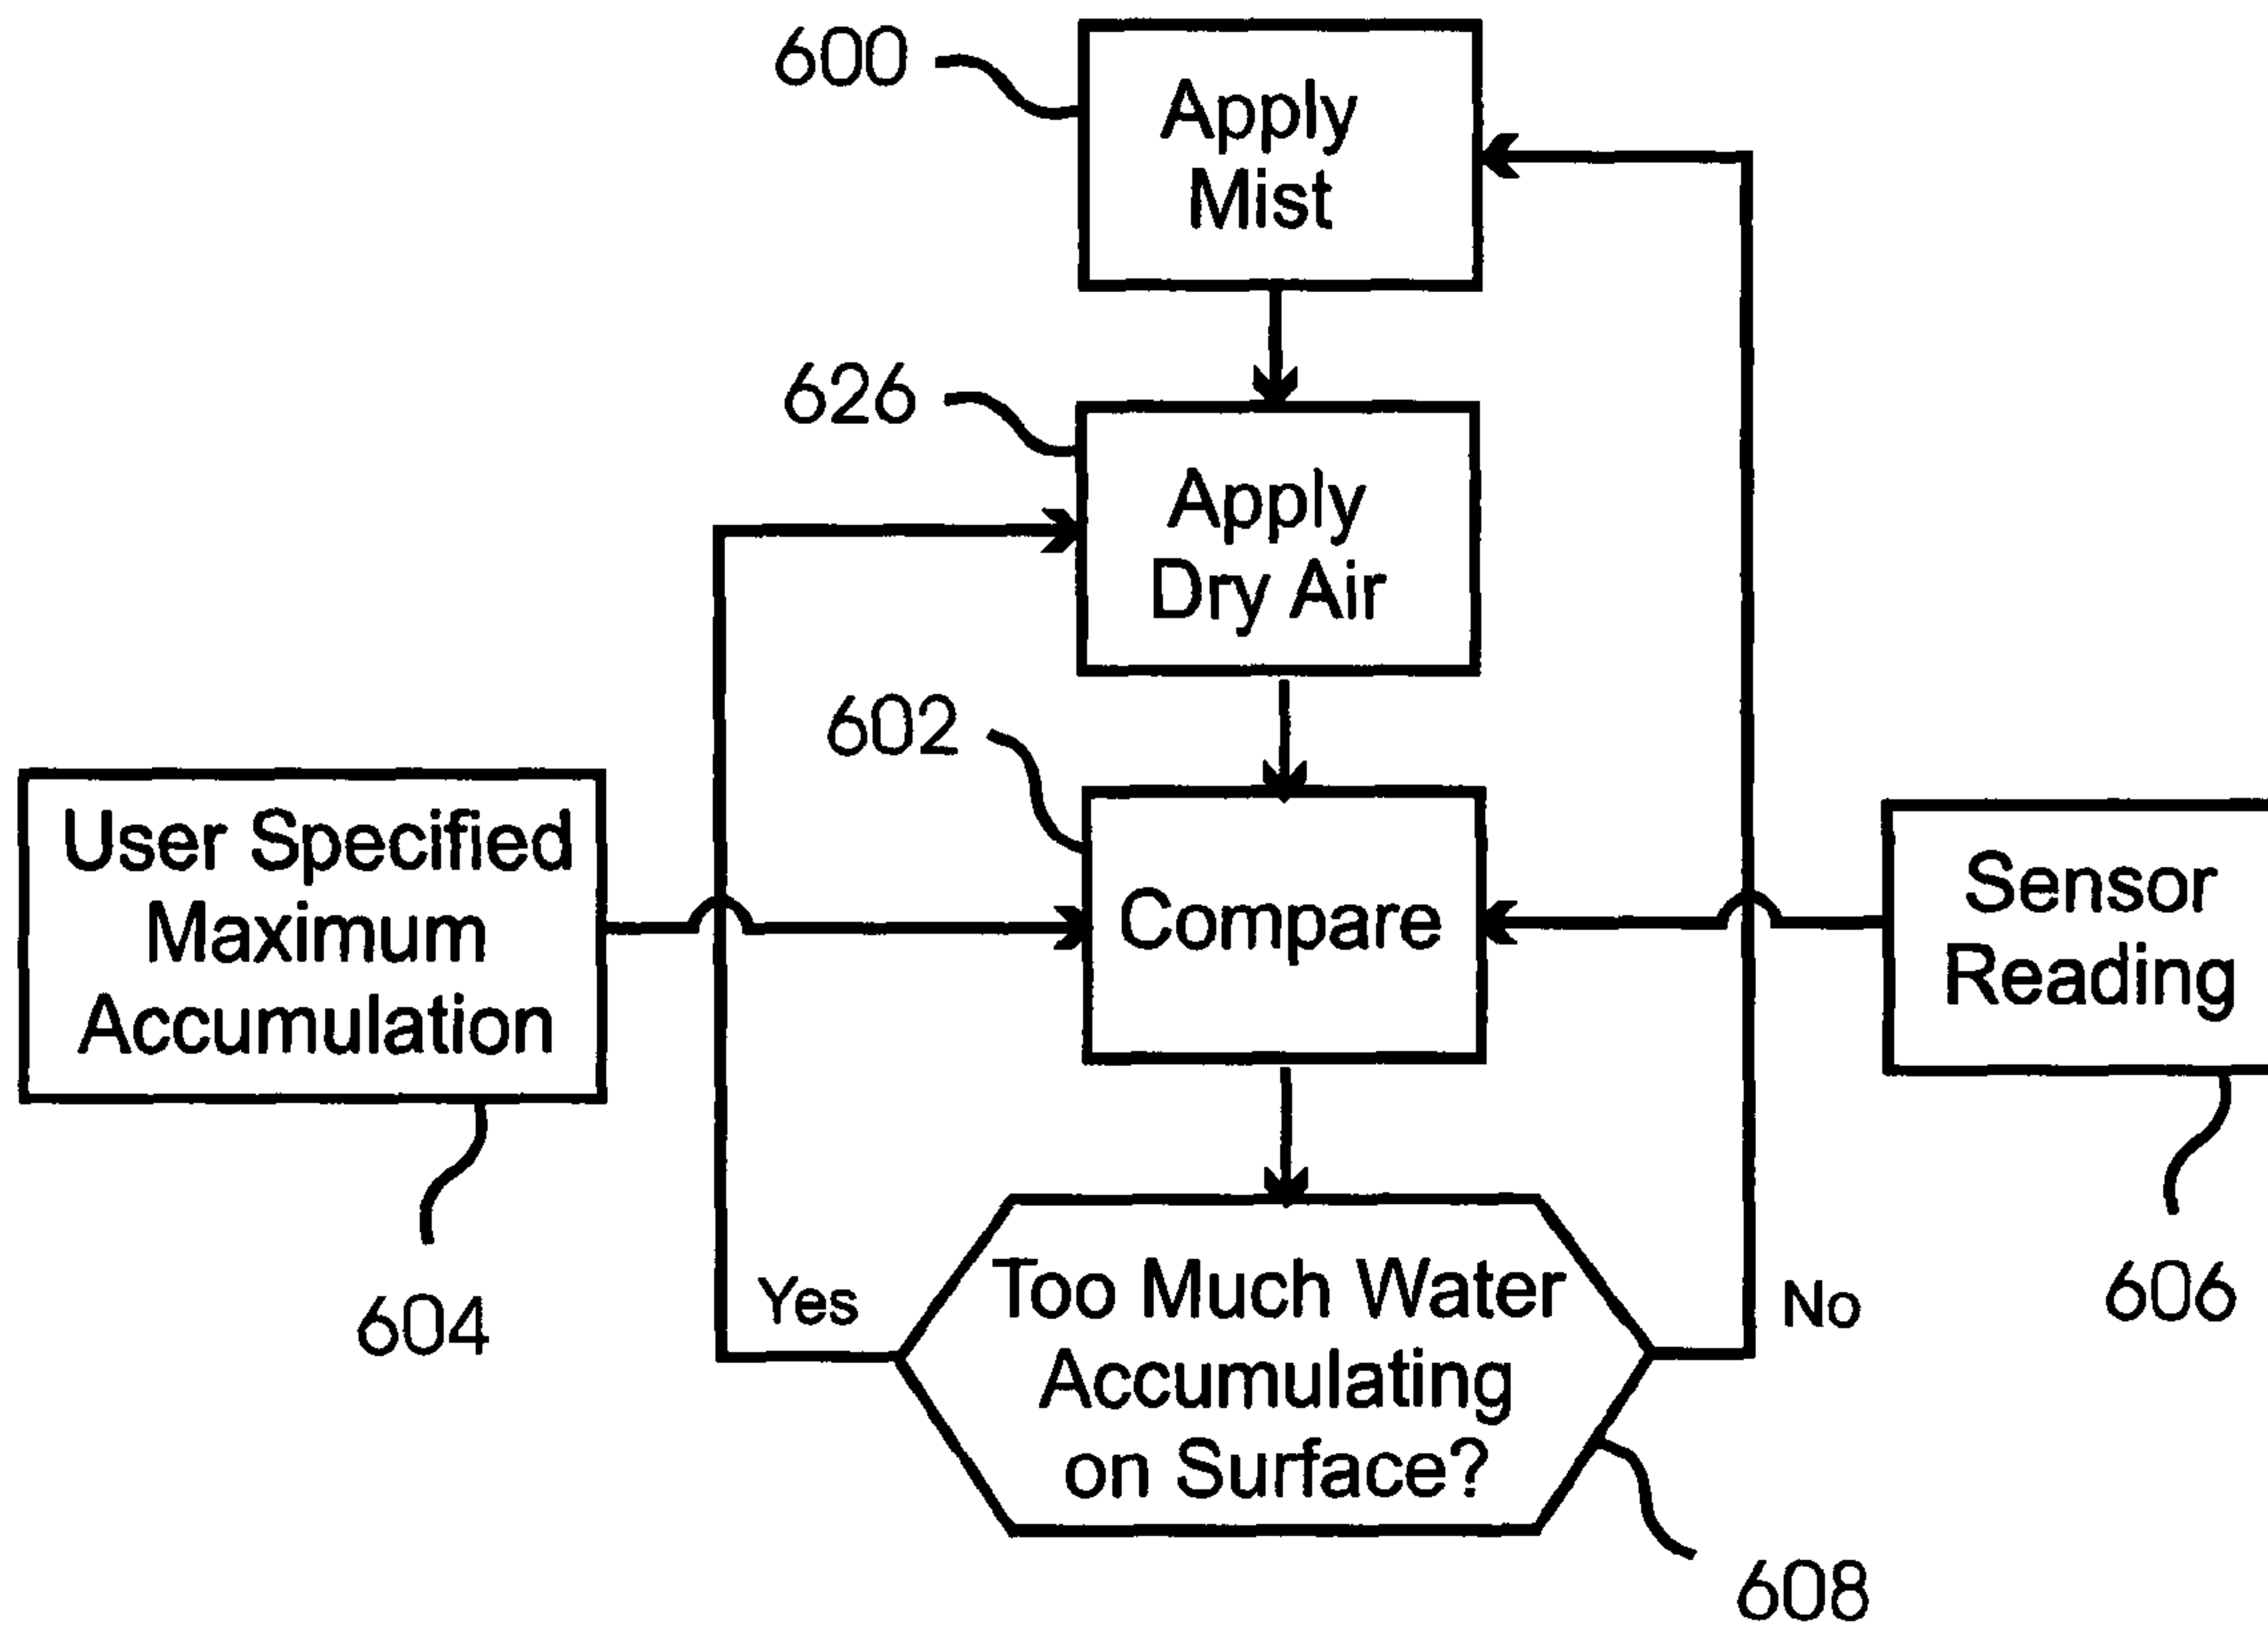 600
Apply
Mist
626
Apply
Dry Air
602
User Specified
Maximum
Accumulation
Compare
Sensor
Reading
604
Yes
Too Much Water
Accumulating
on Surface?
No
606
608